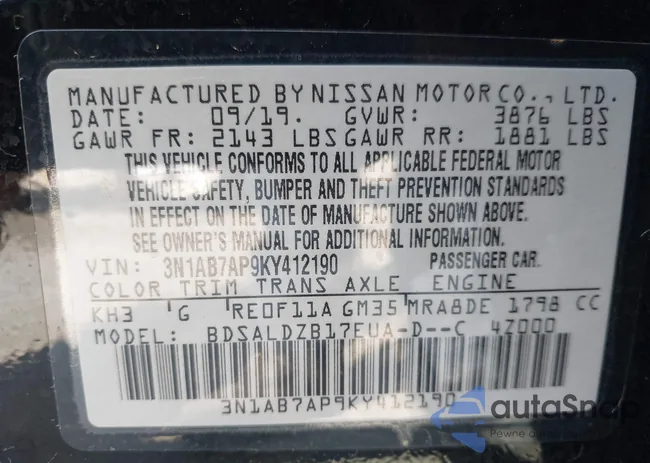 MANUFACTURED BY NISSAN MOTOR CO., LTD.
DATE: 09/19. GVWR: 3876 LBS
GAWR FR: 2143 LBS GAWR RR: 1881 LBS
THIS VEHICLE CONFORMS TO ALL APPLICABLE FEDERAL MOTOR
VEHICLE SAFETY, BUMPER AND THEFT PREVENTION STANDARDS
IN EFFECT ON THE DATE OF MANUFACTURE SHOWN ABOVE.
SEE OWNER'S MANUAL FOR ADDITIONAL INFORMATION.
VIN: 3N1AB7AP9KY412190 PASSENGER CAR.
COLOR TRIM TRANS AXLE ENGINE
KH3 'G RE0F11A GM35 MRA8DE 1798 CC
MODEL: BDSALDZB17EUA-D--C 4Z000
3N1AB7AP9KY412190
autoSnap